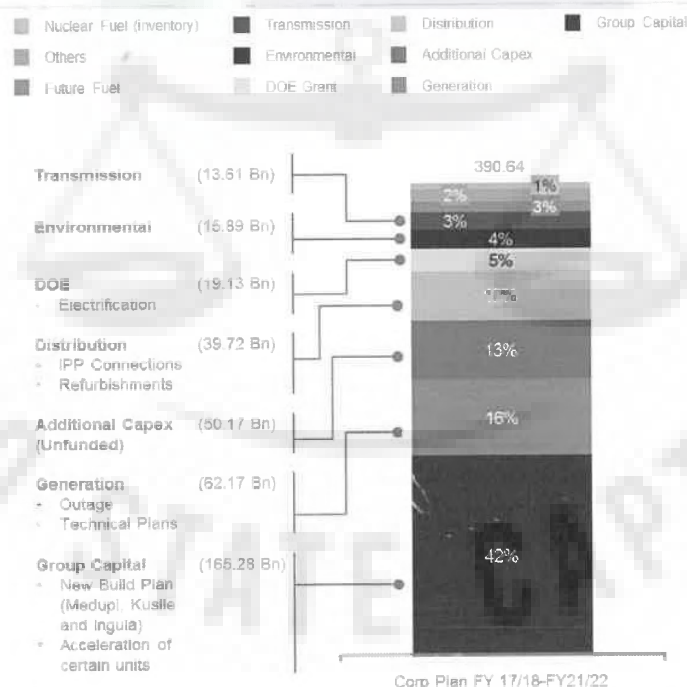 Nuclear Fuel (inventory) Transmission Distribution Group Capital
Others Environmental Additional Capex
Future Fuel DOE Grant Generation
390.64
Transmission (13.61 Bn)
1%
2%
3%
3%
Environmental (15.89 Bn)
4%
DOE (19.13 Bn)
- Electrification
5%
Distribution (39.72 Bn)
- IPP Connections
- Refurbishments
13%
Additional Capex (50.17 Bn)
(Unfunded)
16%
Generation (62.17 Bn)
- Outage
- Technical Plans
Group Capital (165.28 Bn)
- New Build Plan
(Medupi, Kusile
and Ingula)
- Acceleration of
certain units
42%
STATE CAP
Corp Plan FY 17/18-FY21/22